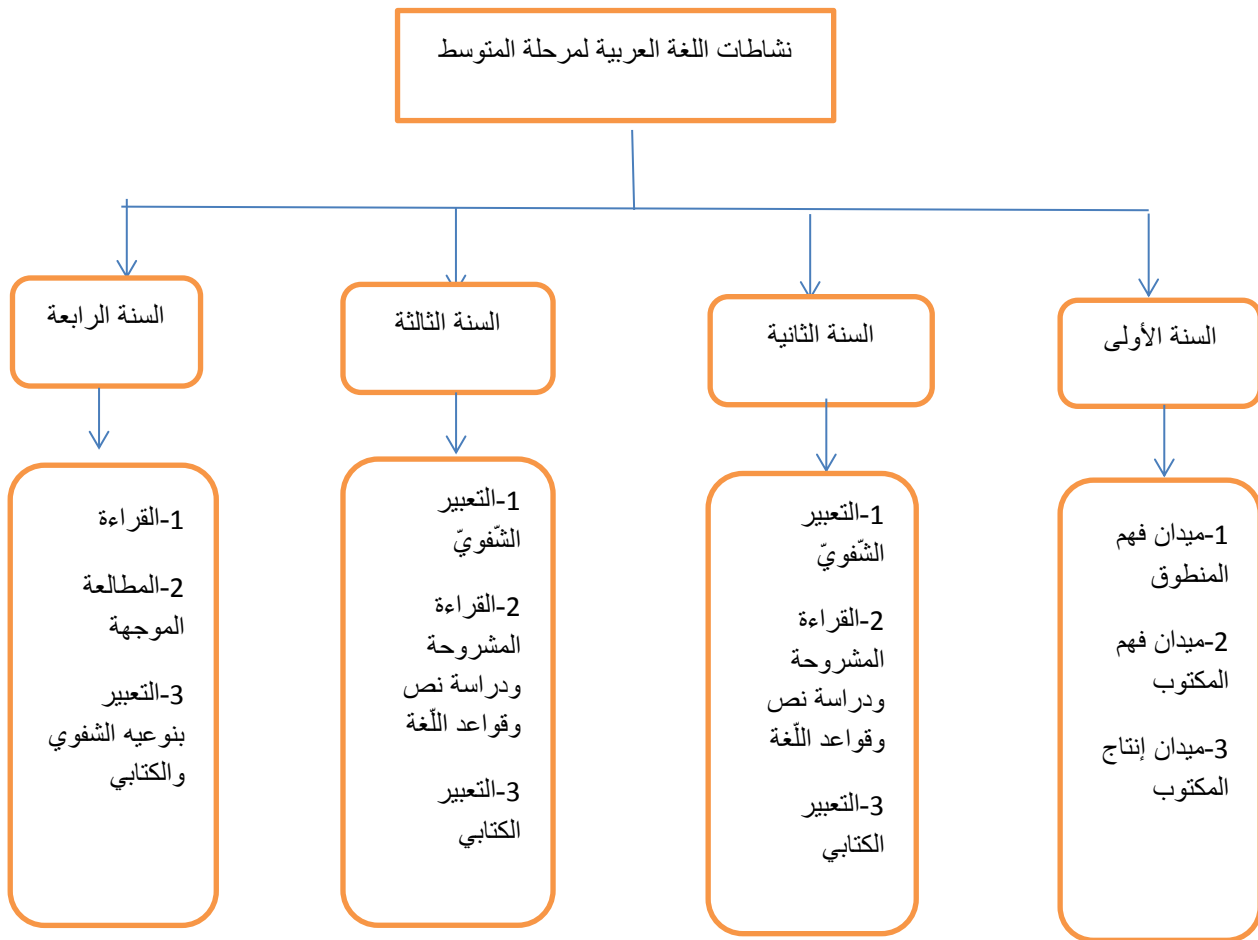 نشاطات اللغة العربية لمرحلة المتوسط
السنة الأولى
السنة الثانية
السنة الثالثة
السنة الرابعة
1-ميدان فهم
المنطوق
2-ميدان فهم
المكتوب
3-ميدان إنتاج
المكتوب
1-التعبير
الشّفويّ
2-القراءة
المشروحة
ودراسة نص
وقواعد اللّغة
3-التعبير
الكتابي
1-التعبير
الشّفويّ
2-القراءة
المشروحة
ودراسة نص
وقواعد اللّغة
3-التعبير
الكتابي
1-القراءة
2-المطالعة
الموجهة
3-التعبير
بنوعيه الشفوي
والكتابي